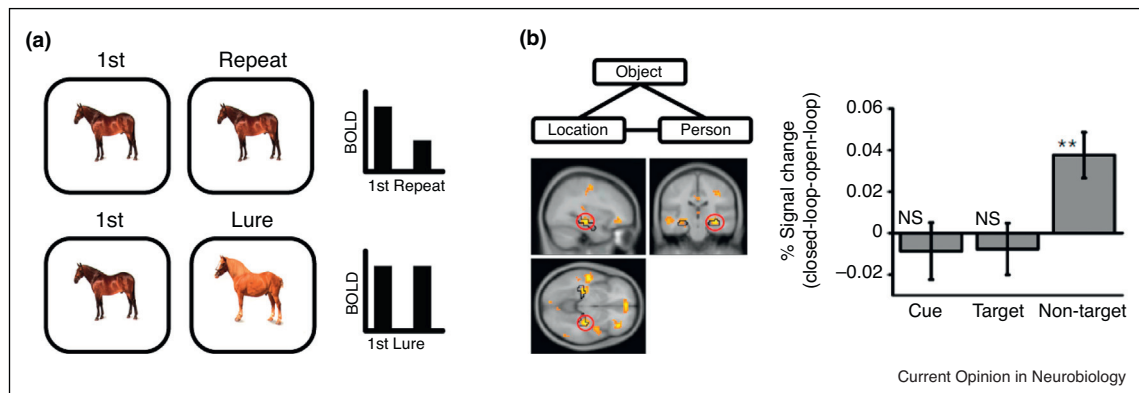 (a)
1st Repeat
BOLD
1st Repeat
1st Lure
BOLD
1st Lure
(b)
Object
Location Person
% Signal change
(closed-loop-open-loop)
0.06
0.04
0.02
0
–0.02
NS NS **
Cue Target Non-target
Current Opinion in Neurobiology